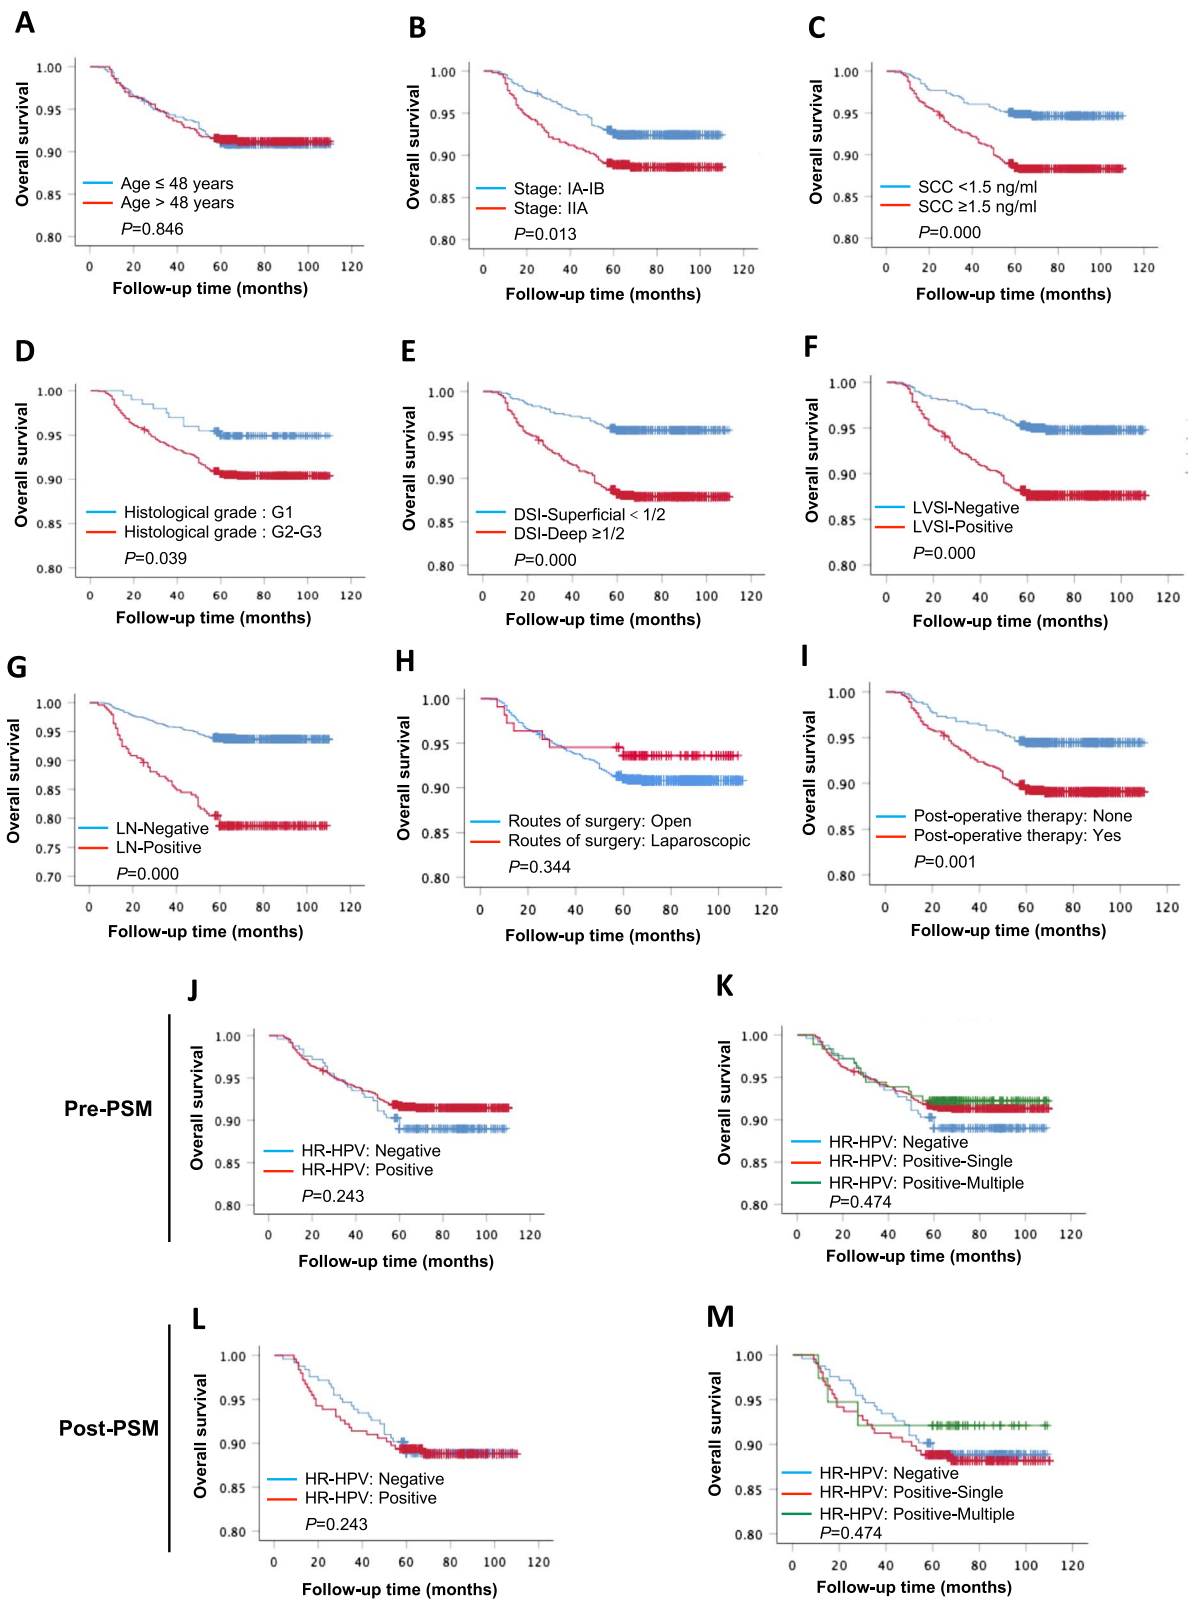 A
Overall survival
1.00
0.95
0.90
0.85
0.80
Age ≤ 48 years
Age > 48 years
P=0.846
0 20 40 60 80 100 120
Follow-up time (months)
B
Overall survival
1.00
0.95
0.90
0.85
0.80
Stage: IA-IB
Stage: IIA
P=0.013
0 20 40 60 80 100 120
Follow-up time (months)
C
Overall survival
1.00
0.95
0.90
0.85
0.80
SCC <1.5 ng/ml
SCC ≥1.5 ng/ml
P=0.000
0 20 40 60 80 100 120
Follow-up time (months)
D
Overall survival
1.00
0.95
0.90
0.85
0.80
Histological grade : G1
Histological grade : G2-G3
P=0.039
0 20 40 60 80 100 120
Follow-up time (months)
E
Overall survival
1.00
0.95
0.90
0.85
0.80
DSI-Superficial < 1/2
DSI-Deep ≥1/2
P=0.000
0 20 40 60 80 100 120
Follow-up time (months)
F
Overall survival
1.00
0.95
0.90
0.85
0.80
LVSI-Negative
LVSI-Positive
P=0.000
0 20 40 60 80 100 120
Follow-up time (months)
G
Overall survival
1.00
0.95
0.90
0.85
0.80
0.75
0.70
LN-Negative
LN-Positive
P=0.000
0 20 40 60 80 100 120
Follow-up time (months)
H
Overall survival
1.00
0.95
0.90
0.85
0.80
Routes of surgery: Open
Routes of surgery: Laparoscopic
P=0.344
0 20 40 60 80 100 120
Follow-up time (months)
I
Overall survival
1.00
0.95
0.90
0.85
0.80
Post-operative therapy: None
Post-operative therapy: Yes
P=0.001
0 20 40 60 80 100 120
Follow-up time (months)
Pre-PSM
J
Overall survival
1.00
0.95
0.90
0.85
0.80
HR-HPV: Negative
HR-HPV: Positive
P=0.243
0 20 40 60 80 100 120
Follow-up time (months)
K
Overall survival
1.00
0.95
0.90
0.85
0.80
HR-HPV: Negative
HR-HPV: Positive-Single
HR-HPV: Positive-Multiple
P=0.474
0 20 40 60 80 100 120
Follow-up time (months)
Post-PSM
L
Overall survival
1.00
0.95
0.90
0.85
0.80
HR-HPV: Negative
HR-HPV: Positive
P=0.243
0 20 40 60 80 100 120
Follow-up time (months)
M
Overall survival
1.00
0.95
0.90
0.85
0.80
HR-HPV: Negative
HR-HPV: Positive-Single
HR-HPV: Positive-Multiple
P=0.474
0 20 40 60 80 100 120
Follow-up time (months)